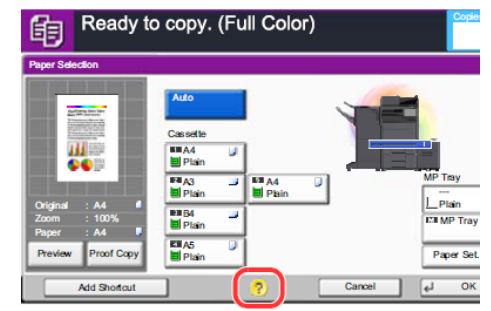 Ready to copy. (Full Color)
Copies
Paper Selection
Auto
Cassette
A4
Plain
A3
Plain
A4
Plain
B4
Plain
A5
Plain
MP Tray
---
Plain
MP Tray
Paper Set.
Original : A4
Zoom : 100%
Paper : A4
Preview
Proof Copy
Add Shortcut
?
Cancel
OK